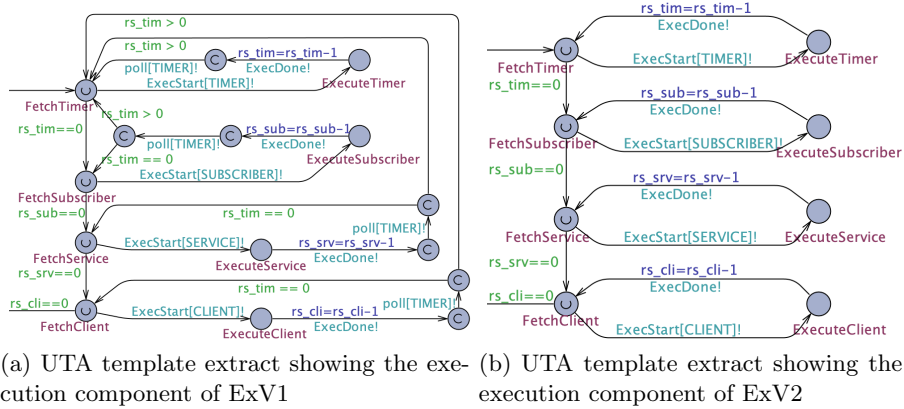 rs_tim > 0
rs_tim > 0
rs_tim=rs_tim-1
poll[TIMER]!
ExecDone!
ExecStart[TIMER]!
ExecuteTimer
FetchTimer
rs_tim > 0
rs_tim==0
rs_sub=rs_sub-1
poll[TIMER]!
ExecDone!
rs_tim == 0
ExecuteSubscriber
ExecStart[SUBSCRIBER]!
FetchSubscriber
rs_sub==0
rs_tim == 0
poll[TIMER]!
ExecStart[SERVICE]!
rs_srv=rs_srv-1
FetchService
ExecuteService
ExecDone!
rs_srv==0
rs_tim == 0
rs_cli==0
poll[TIMER]!
ExecStart[CLIENT]!
rs_cli=rs_cli-1
FetchClient
ExecuteClient
ExecDone!
(a) UTA template extract showing the exe-
cution component of ExV1
rs_tim=rs_tim-1
ExecDone!
ExecStart[TIMER]!
ExecuteTimer
FetchTimer
rs_tim==0
rs_sub=rs_sub-1
ExecDone!
FetchSubscriber
ExecStart[SUBSCRIBER]!
ExecuteSubscriber
rs_sub==0
rs_srv=rs_srv-1
ExecDone!
FetchService
ExecStart[SERVICE]!
ExecuteService
rs_srv==0
rs_cli=rs_cli-1
ExecDone!
rs_cli==0
FetchClient
ExecStart[CLIENT]!
ExecuteClient
(b) UTA template extract showing the
execution component of ExV2